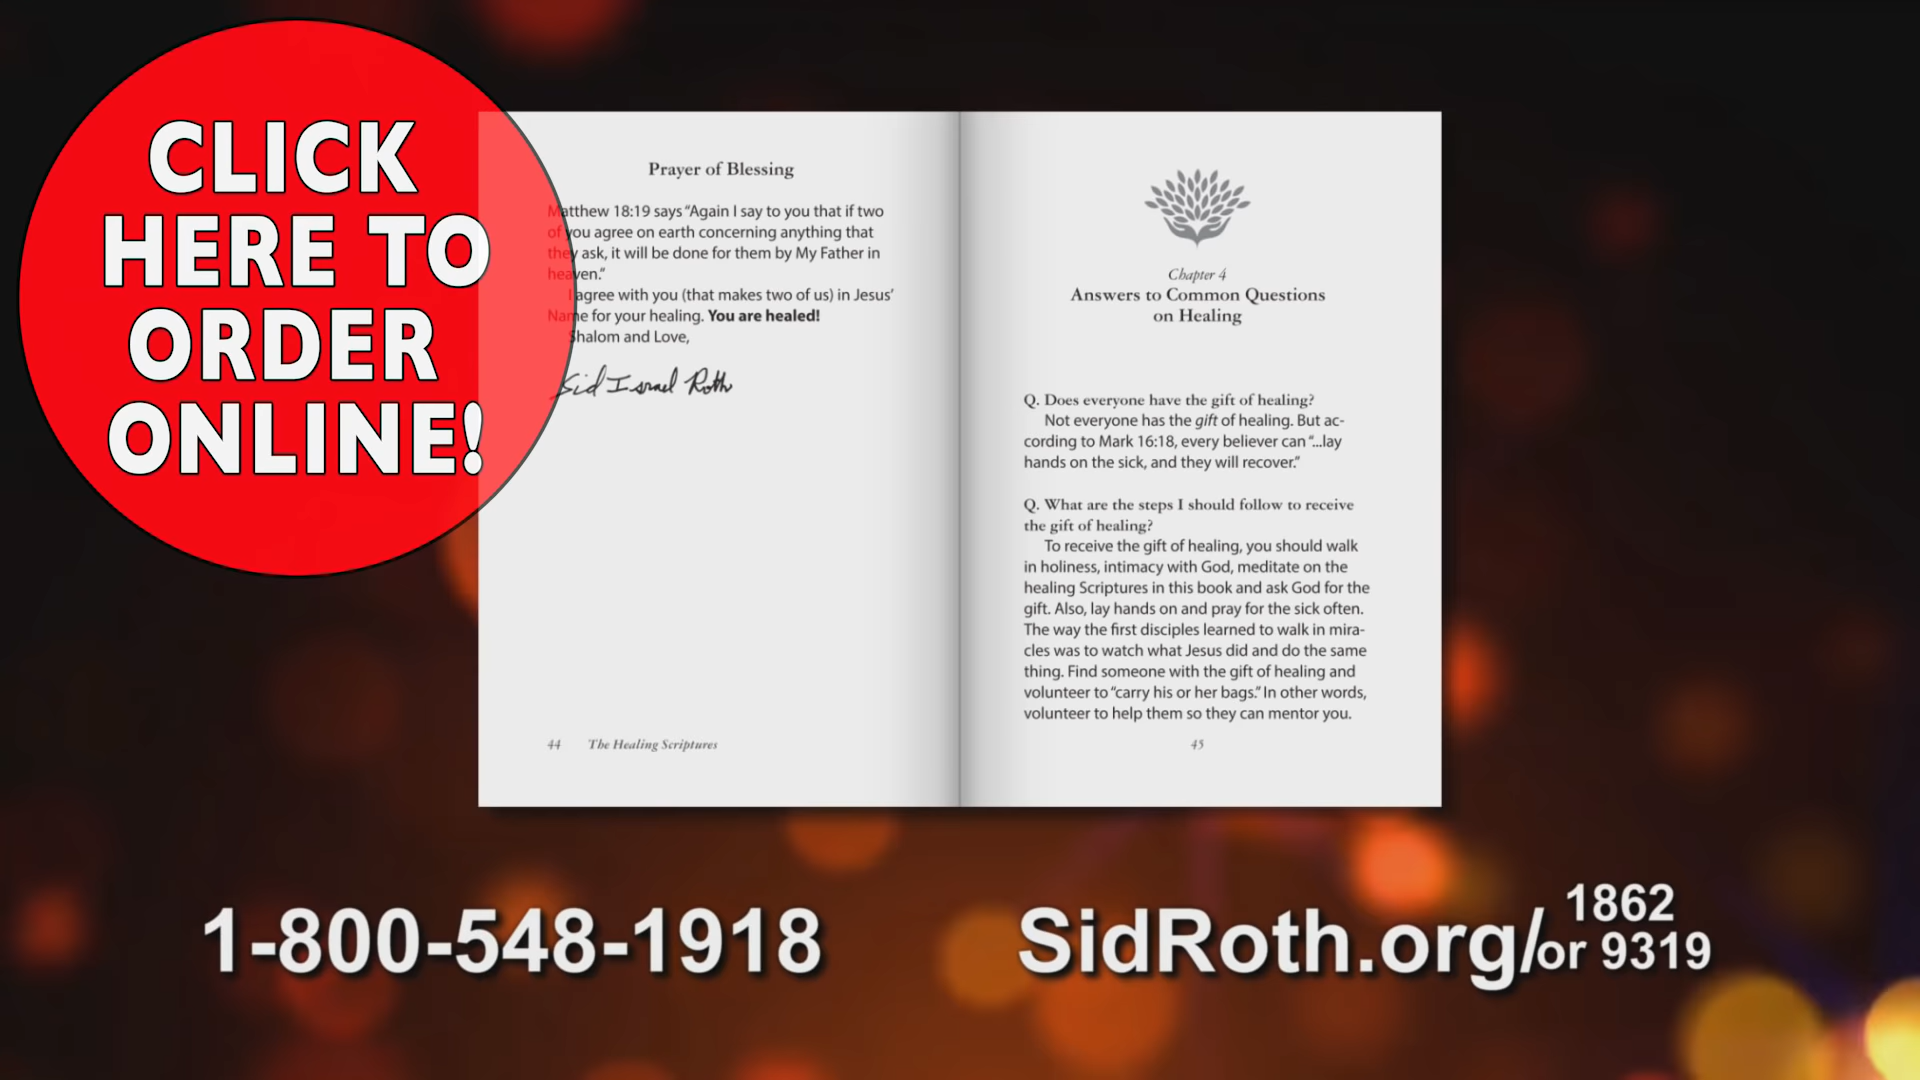 CLICK
HERE TO
ORDER
ONLINE!
Prayer of Blessing
Matthew 18:19 says “Again I say to you that if two
of you agree on earth concerning anything that
they ask, it will be done for them by My Father in
heaven.”
I agree with you (that makes two of us) in Jesus’
Name for your healing. You are healed!
Shalom and Love,
Sid Israel Roth
44 The Healing Scriptures
Chapter 4
Answers to Common Questions
on Healing
Q. Does everyone have the gift of healing?
Not everyone has the gift of healing. But ac-
cording to Mark 16:18, every believer can “...lay
hands on the sick, and they will recover.”
Q. What are the steps I should follow to receive
the gift of healing?
To receive the gift of healing, you should walk
in holiness, intimacy with God, meditate on the
healing Scriptures in this book and ask God for the
gift. Also, lay hands on and pray for the sick often.
The way the first disciples learned to walk in mira-
cles was to watch what Jesus did and do the same
thing. Find someone with the gift of healing and
volunteer to “carry his or her bags.” In other words,
volunteer to help them so they can mentor you.
45
1-800-548-1918
SidRoth.org/1862
or 9319